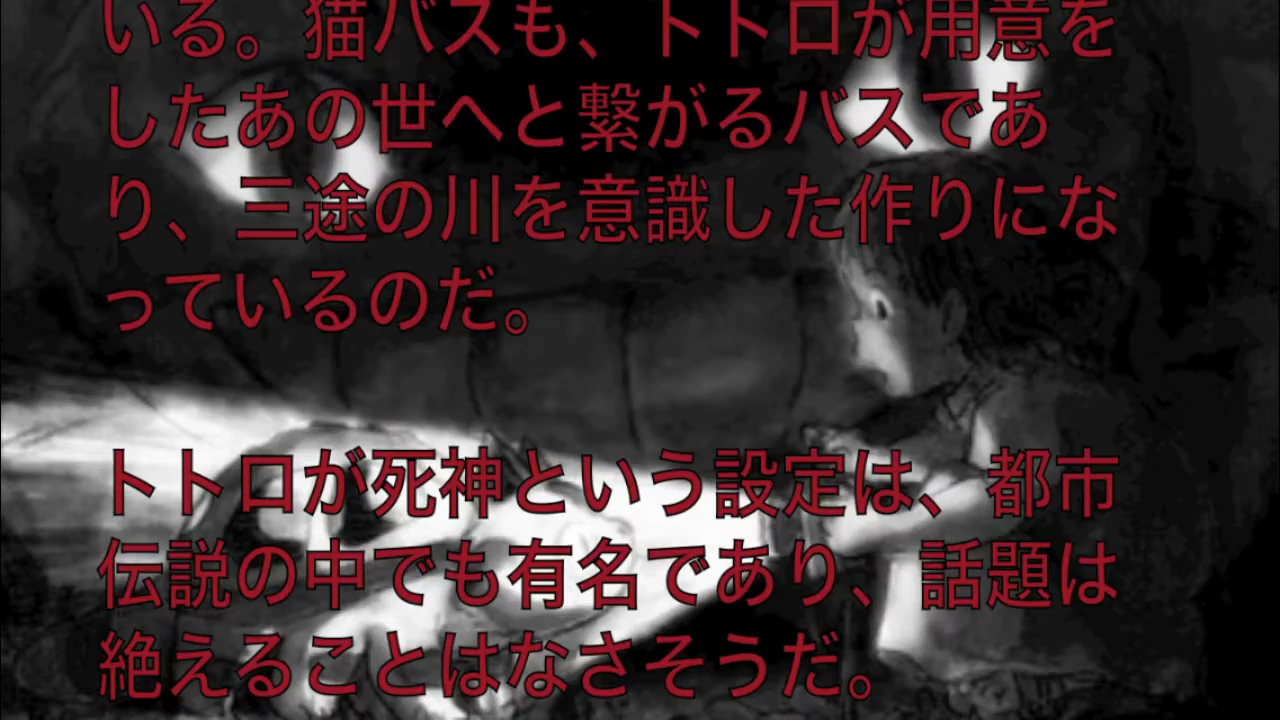 いる。猫バスも、トトロが用意を
したあの世へと繋がるバスであ
り、三途の川を意識した作りにな
っているのだ。
トトロが死神という設定は、都市
伝説の中でも有名であり、話題は
絶えることはなさそうだ。